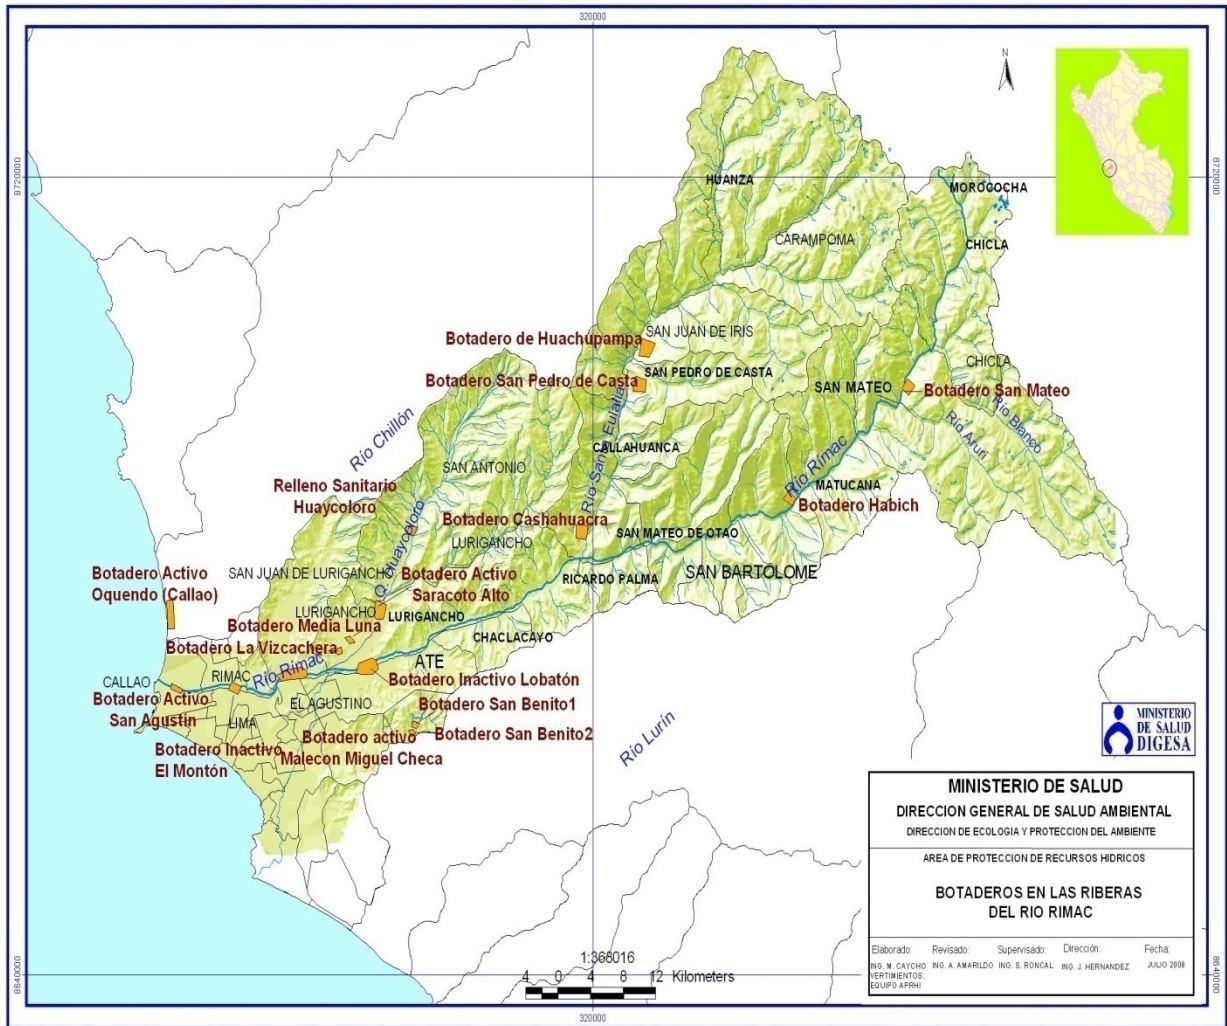 320000
N
8720000
8720000
HUANZA
MOROCOCHA
CARAMPOMA
CHICLA
Botadero de Huachupampa
SAN JUAN DE IRIS
Botadero San Pedro de Casta
SAN PEDRO DE CASTA
CHICLA
SAN MATEO
Botadero San Mateo
Río Chillón
Río Santa Eulalia
Río Blanco
Río Aruri
CALLAHUANCA
SAN ANTONIO
Río Rimac
MATUCANA
Relleno Sanitario
Huaycoloro
Q. Huaycoloro
Botadero Habich
Botadero Cashahuacra
LURIGANCHO
SAN MATEO DE OTAO
SAN JUAN DE LURIGANCHO
Botadero Activo
Saracoto Alto
RICARDO PALMA
SAN BARTOLOME
Botadero Activo
Oquendo (Callao)
LURIGANCHO
LURIGANCHO
Botadero Media Luna
CHACLACAYO
Botadero La Vizcachera
ATE
Río Rimac
CALLAO
RIMAC
Botadero Inactivo Lobatón
Botadero Activo
San Agustin
EL AGUSTINO
Botadero San Benito1
LIMA
Botadero activo
Malecon Miguel Checa
Botadero San Benito2
Botadero Inactivo
El Montón
Río Lurín
MINISTERIO
DE SALUD
DIGESA
MINISTERIO DE SALUD
DIRECCION GENERAL DE SALUD AMBIENTAL
DIRECCION DE ECOLOGIA Y PROTECCION DEL AMBIENTE
AREA DE PROTECCION DE RECURSOS HIDRICOS
BOTADEROS EN LAS RIBERAS
DEL RIO RIMAC
Elaborado: Revisado: Supervisado: Dirección: Fecha:
ING. M. CAYCHO ING. A. AMARILDO ING. S. RONCAL ING. J. HERNANDEZ JULIO 2008
VERTIMIENTOS:
EQUIPO APRHI
1:368016
4 0 4 8 12 Kilometers
8640000
8640000
320000